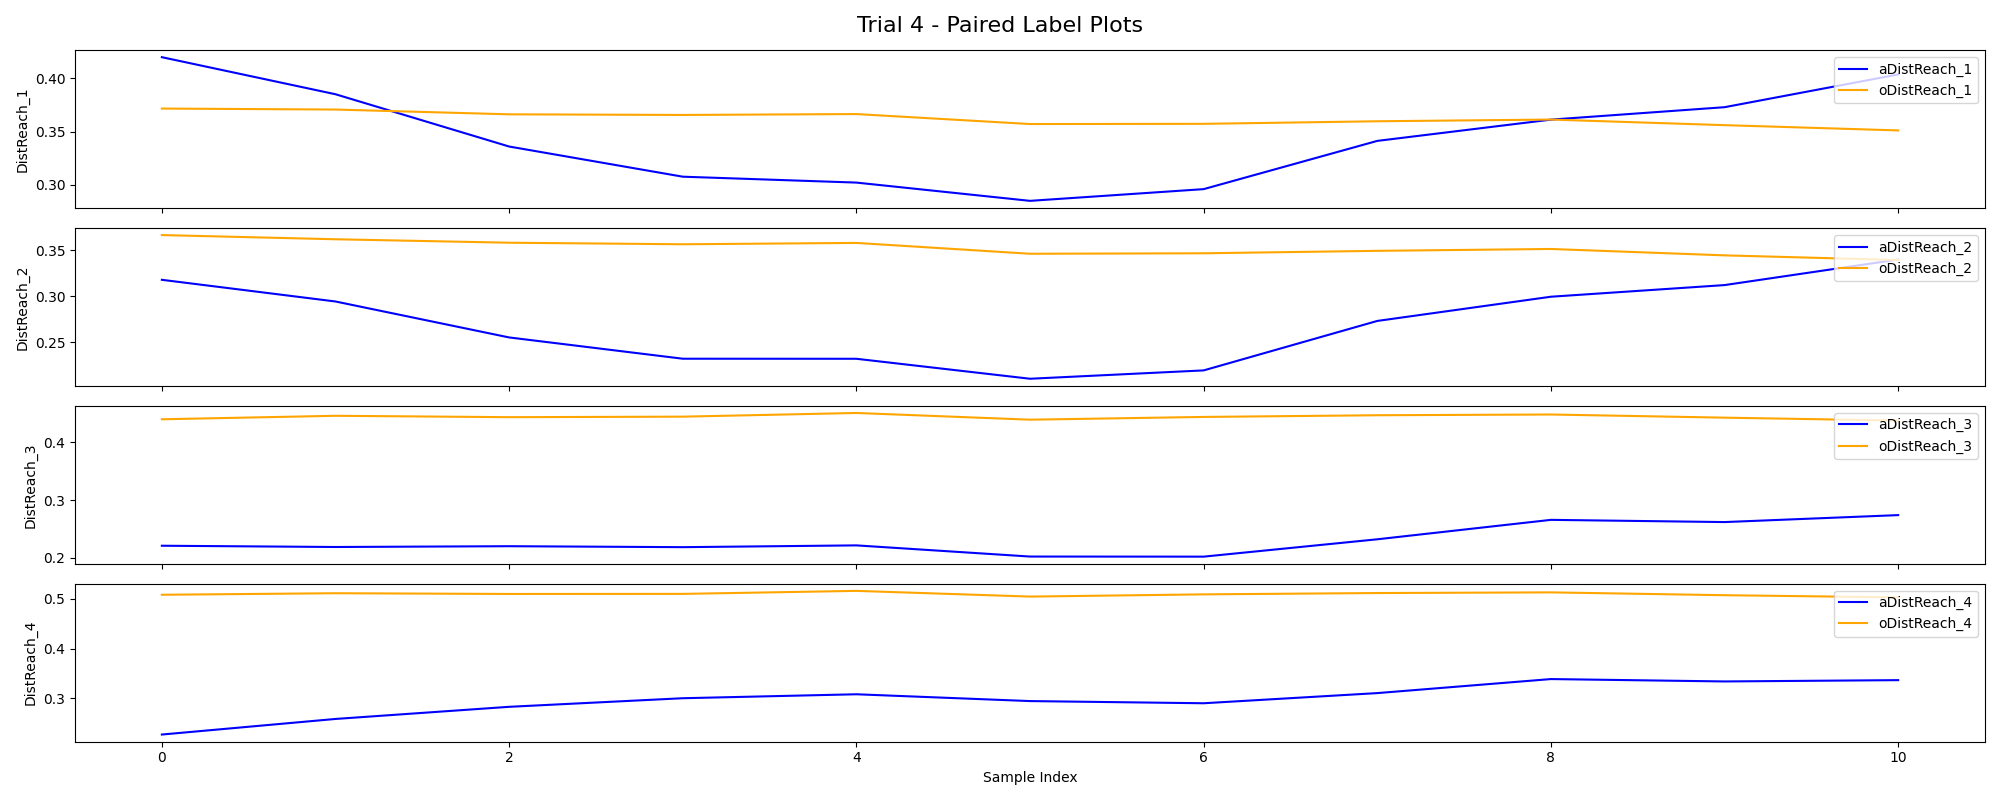 Trial 4 - Paired Label Plots
DistReach_1
0.40
0.35
0.30
aDistReach_1
oDistReach_1
DistReach_2
0.35
0.30
0.25
aDistReach_2
oDistReach_2
DistReach_3
0.4
0.3
0.2
aDistReach_3
oDistReach_3
DistReach_4
0.5
0.4
0.3
aDistReach_4
oDistReach_4
0 2 4 6 8 10
Sample Index